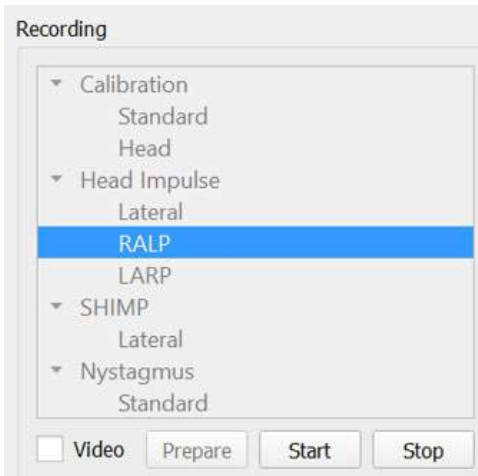 Recording
Calibration
Standard
Head
Head Impulse
Lateral
RALP
LARP
SHIMP
Lateral
Nystagmus
Standard
Video Prepare Start Stop